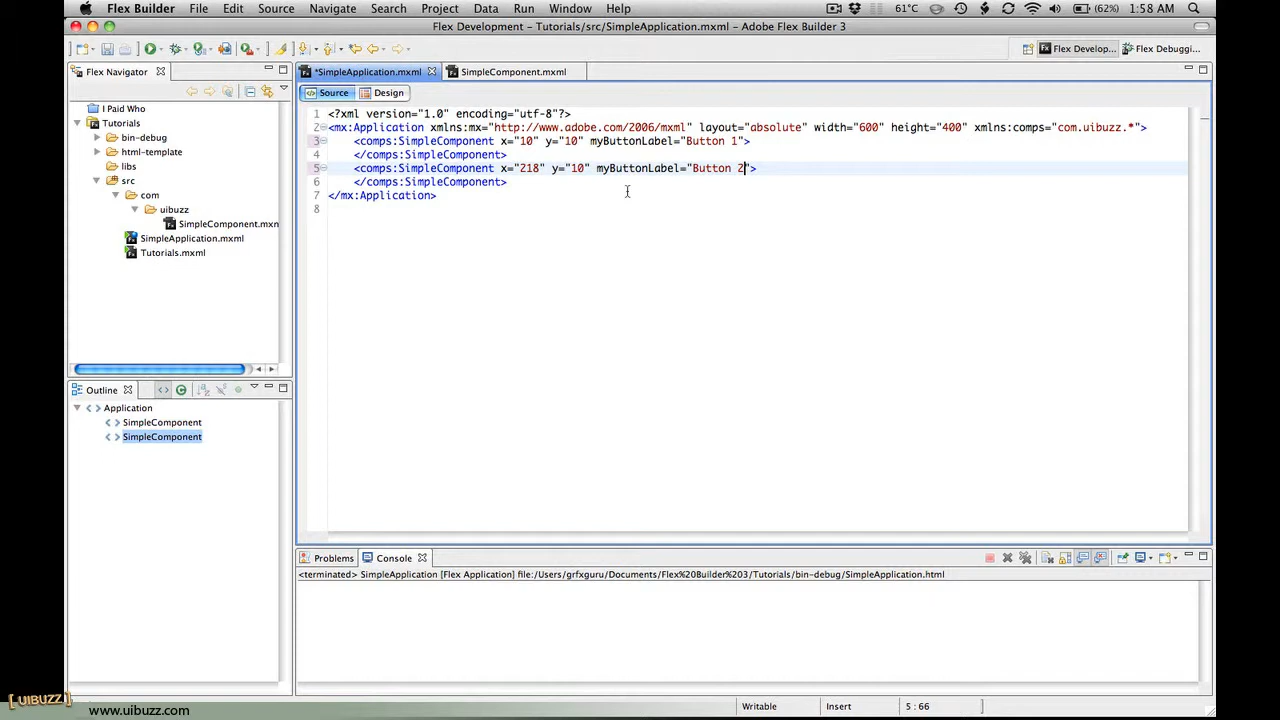 Flex Builder File Edit Source Navigate Search Project Data Run Window Help 61°C (62%) 1:58 AM
Flex Development - Tutorials/src/SimpleApplication.mxml - Adobe Flex Builder 3
Flex Develop... Flex Debuggi...
Flex Navigator
*SimpleApplication.mxml SimpleComponent.mxml
Source Design
I Paid Who
Tutorials
bin-debug
html-template
libs
src
com
uibuzz
SimpleComponent.mxn
SimpleApplication.mxml
Tutorials.mxml
1 <?xml version="1.0" encoding="utf-8"?>
2 <mx:Application xmlns:mx="http://www.adobe.com/2006/mxml" layout="absolute" width="600" height="400" xmlns:comps="com.uibuzz.*">
3 <comps:SimpleComponent x="10" y="10" myButtonLabel="Button 1">
4 </comps:SimpleComponent>
5 <comps:SimpleComponent x="218" y="10" myButtonLabel="Button 2">
6 </comps:SimpleComponent>
7 </mx:Application>
8
Outline
Application
SimpleComponent
SimpleComponent
Problems Console
<terminated> SimpleApplication [Flex Application] file:/Users/grfxguru/Documents/Flex%20Builder%203/Tutorials/bin-debug/SimpleApplication.html
Writable Insert 5 : 66
[ UIBUZZ ]
www.uibuzz.com